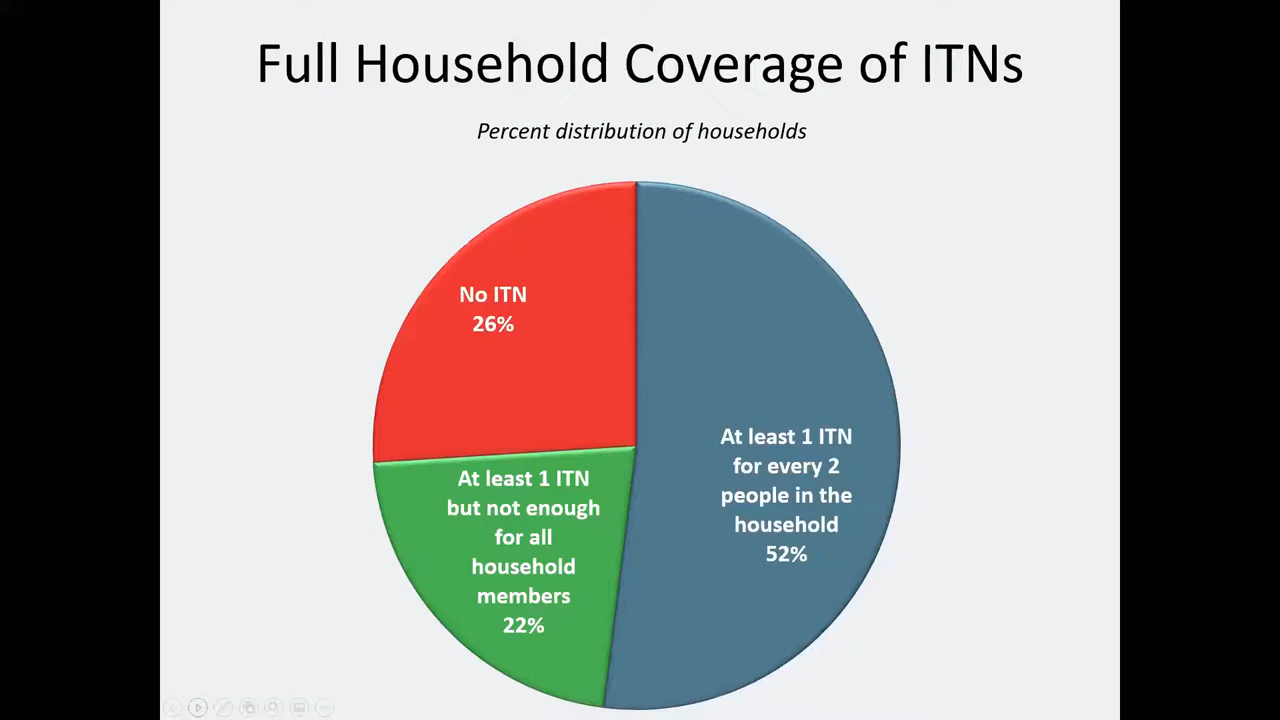 Full Household Coverage of ITNs
Percent distribution of households
No ITN
26%
At least 1 ITN
but not enough
for all
household
members
22%
At least 1 ITN
for every 2
people in the
household
52%